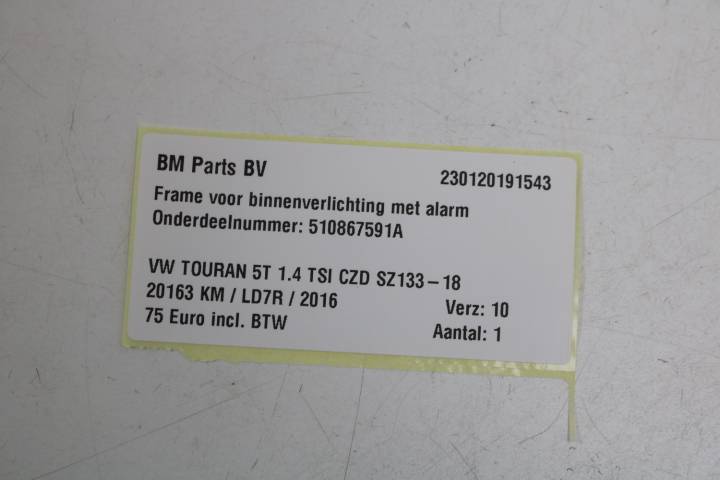 BM Parts BV 230120191543
Frame voor binnenverlichting met alarm
Onderdeelnummer: 510867591A
VW TOURAN 5T 1.4 TSI CZD SZ133-18
20163 KM / LD7R / 2016 Verz: 10
75 Euro incl. BTW Aantal: 1